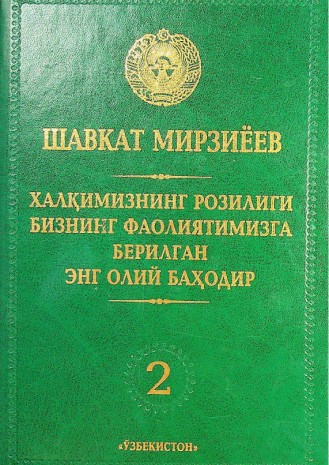 ШАВКАТ МИРЗИЁЕВ
ХАЛҚИМИЗНИНГ РОЗИЛИГИ
БИЗНИНГ ФАОЛИЯТИМИЗГА
БЕРИЛГАН
ЭНГ ОЛИЙ БАҲОДИР
2
«ЎЗБЕКИСТОН»